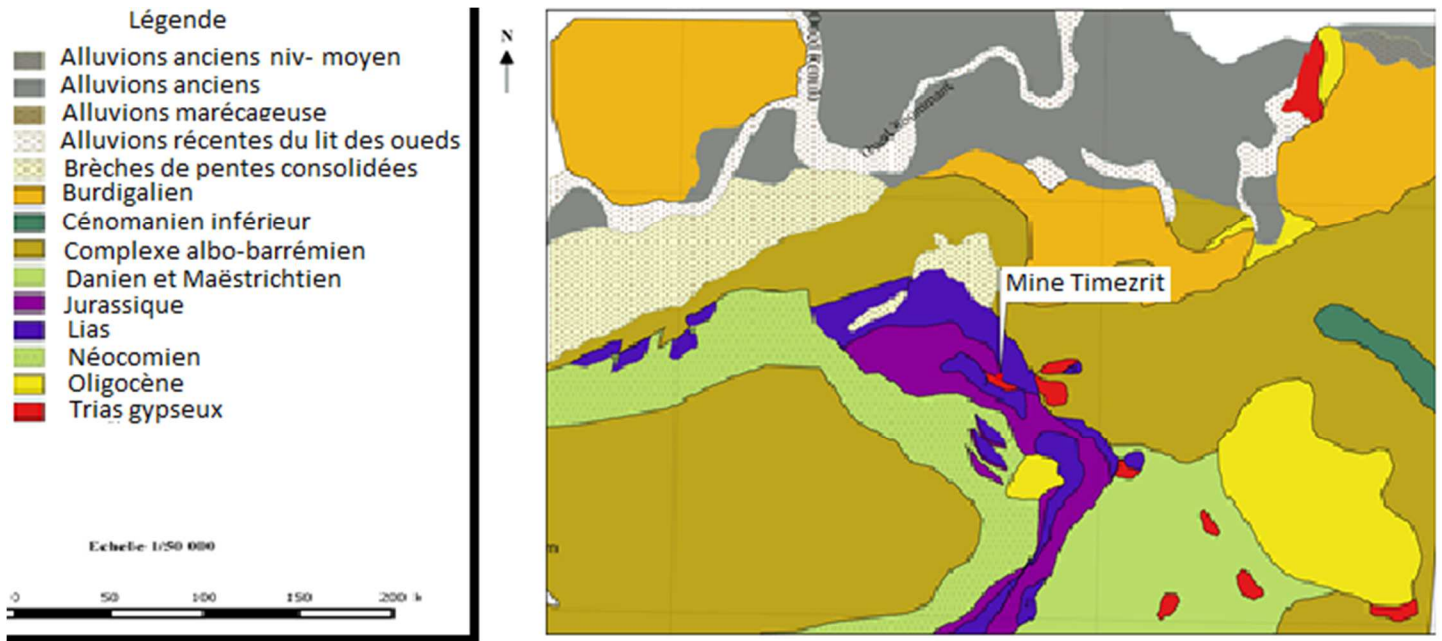 Légende
Alluvions anciens niv- moyen
Alluvions anciens
Alluvions marécageuse
Alluvions récentes du lit des oueds
Brèches de pentes consolidées
Burdigalien
Cénomanien inférieur
Complexe albo-barrémien
Danien et Maëstrichtien
Jurassique
Lias
Néocomien
Oligocène
Trias gypseux
Echelle 1/50 000
0 50 100 150 200 k
N
Mine Timezrit
m